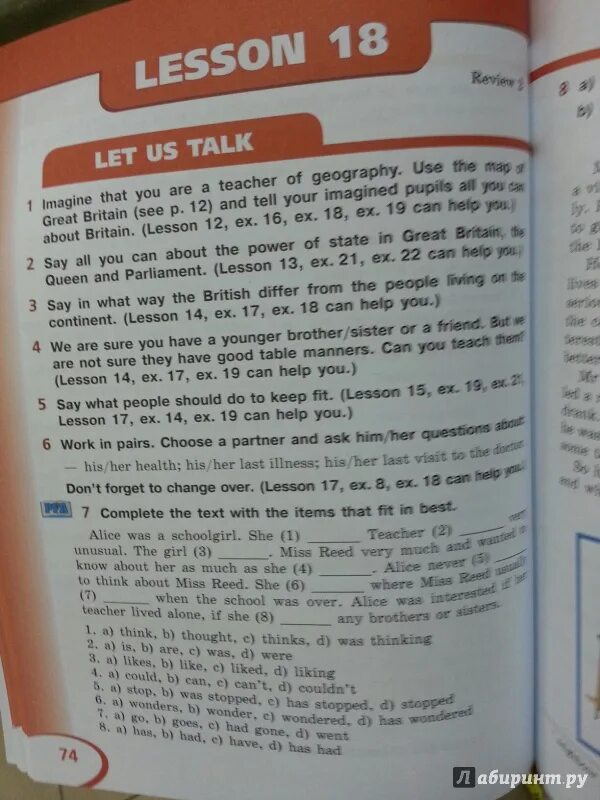 LESSON 18
Review 2
LET US TALK
1 Imagine that you are a teacher of geography. Use the map of
Great Britain (see p. 12) and tell your imagined pupils all you can
about Britain. (Lesson 12, ex. 16, ex. 18, ex. 19 can help you.)
2 Say all you can about the power of state in Great Britain, the
Queen and Parliament. (Lesson 13, ex. 21, ex. 22 can help you.)
3 Say in what way the British differ from the people living on the
continent. (Lesson 14, ex. 17, ex. 18 can help you.)
4 We are sure you have a younger brother/sister or a friend. But we
are not sure they have good table manners. Can you teach them?
(Lesson 14, ex. 17, ex. 19 can help you.)
5 Say what people should do to keep fit. (Lesson 15, ex. 19, ex. 21,
Lesson 17, ex. 14, ex. 19 can help you.)
6 Work in pairs. Choose a partner and ask him/her questions about:
— his/her health; his/her last illness; his/her last visit to the doctor.
Don't forget to change over. (Lesson 17, ex. 8, ex. 18 can help you.)
7 Complete the text with the items that fit in best.
Alice was a schoolgirl. She (1) ______ Teacher (2) ______ very
unusual. The girl (3) ______. Miss Reed very much and wanted to
know about her as much as she (4) ______. Alice never (5) ______
to think about Miss Reed. She (6) ______ where Miss Reed usually
(7) ______ when the school was over. Alice was interested if her
teacher lived alone, if she (8) ______ any brothers or sisters.
1. a) think, b) thought, c) thinks, d) was thinking
2. a) is, b) are, c) was, d) were
3. a) likes, b) like, c) liked, d) liking
4. a) could, b) can, c) can't, d) couldn't
5. a) stop, b) was stopped, c) has stopped, d) stopped
6. a) wonders, b) wonder, c) wondered, d) has wondered
7. a) go, b) goes, c) had gone, d) went
8. a) has, b) had, c) have, d) has had
74
8 a)
b)
Лабиринт.ру